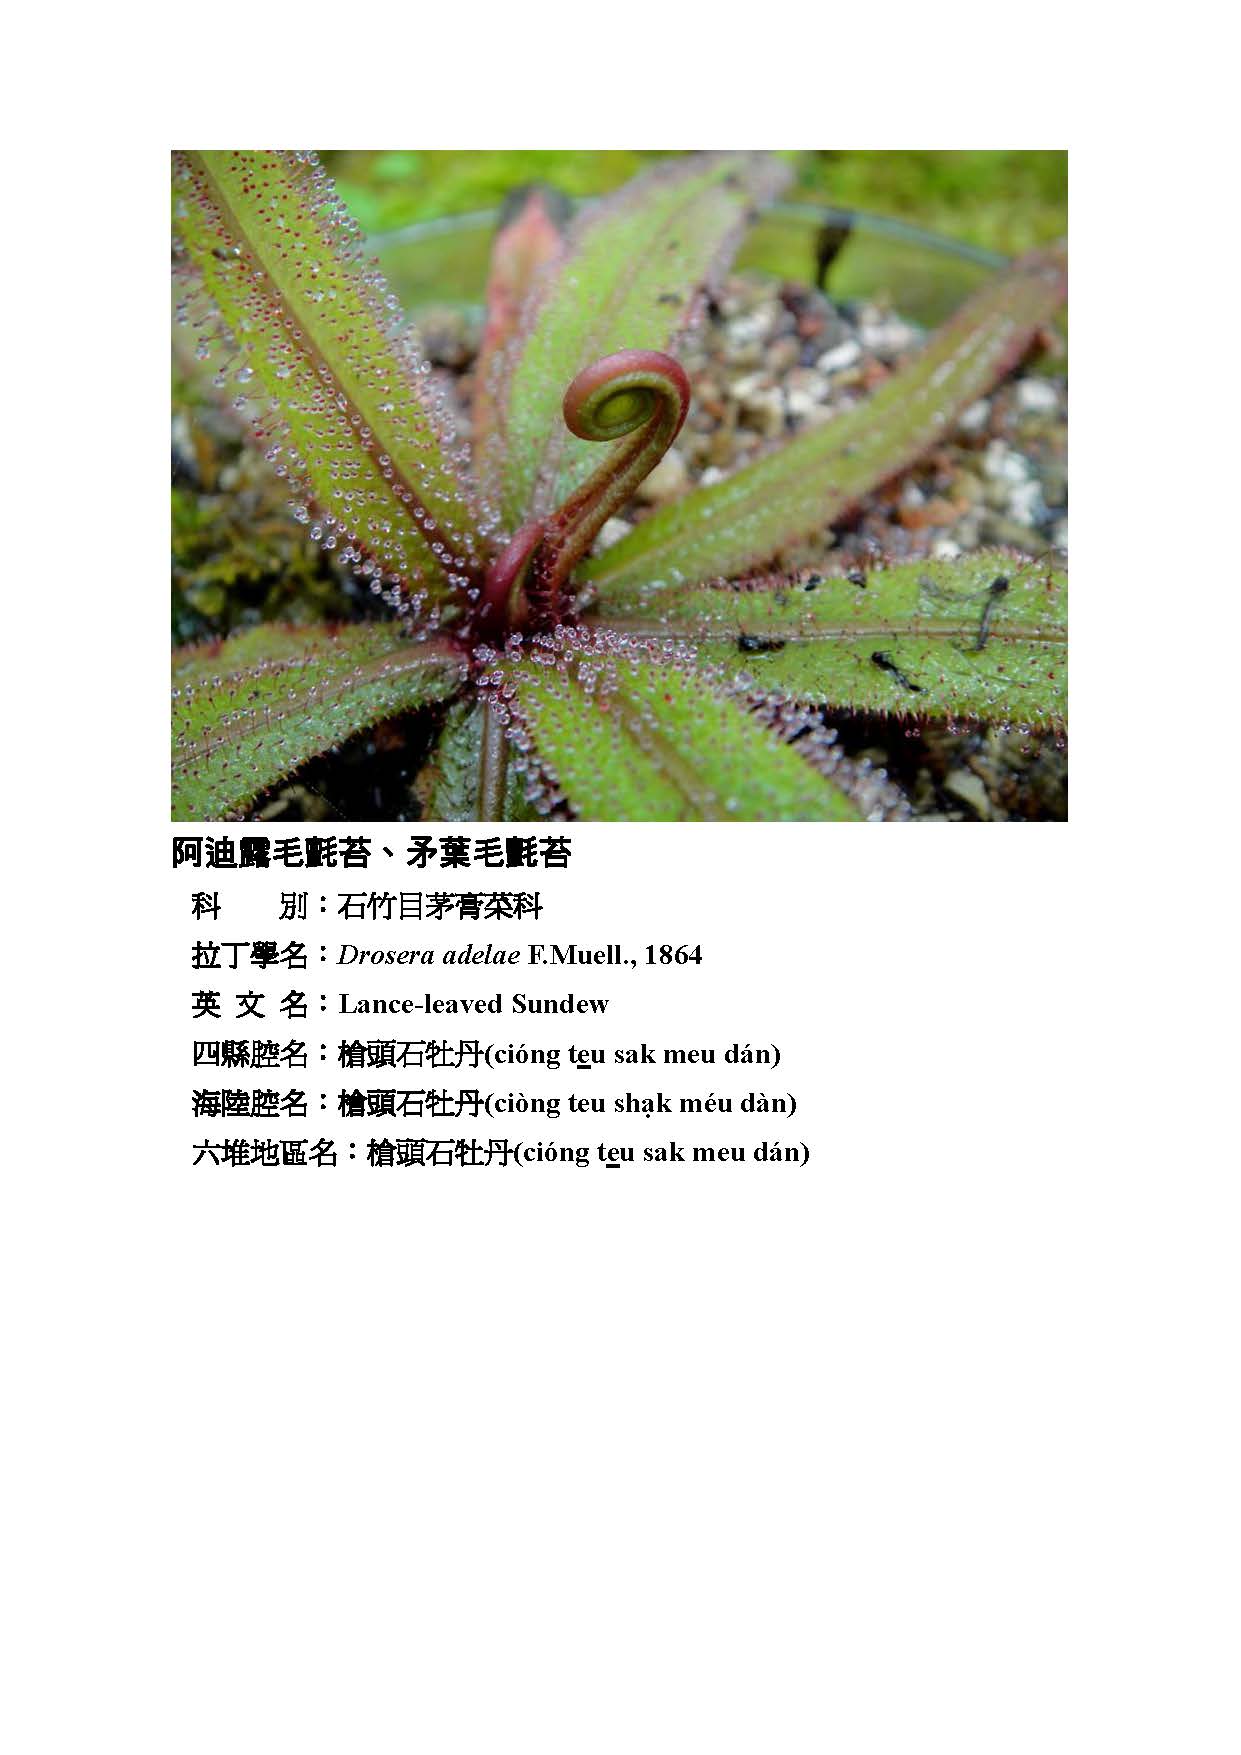 阿迪露毛氈苔、矛葉毛氈苔
科　　別：石竹目茅膏菜科
拉丁學名：Drosera adelae F.Muell., 1864
英 文 名：Lance-leaved Sundew
四縣腔名：槍頭石牡丹(cióng te̲u sak meu dán)
海陸腔名：槍頭石牡丹(ciòng teu shạk méu dàn)
六堆地區名：槍頭石牡丹(cióng te̲u sak meu dán)